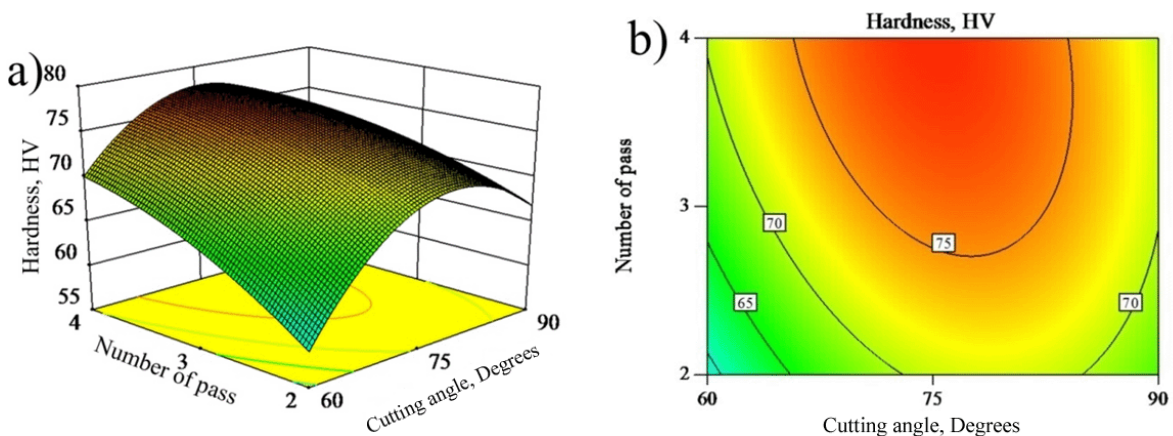 a)
80
75
70
65
60
55
Hardness, HV
4
3
2
Number of pass
60
75
90
Cutting angle, Degrees
b)
Hardness, HV
4
3
2
Number of pass
75
70
65
70
60
75
90
Cutting angle, Degrees